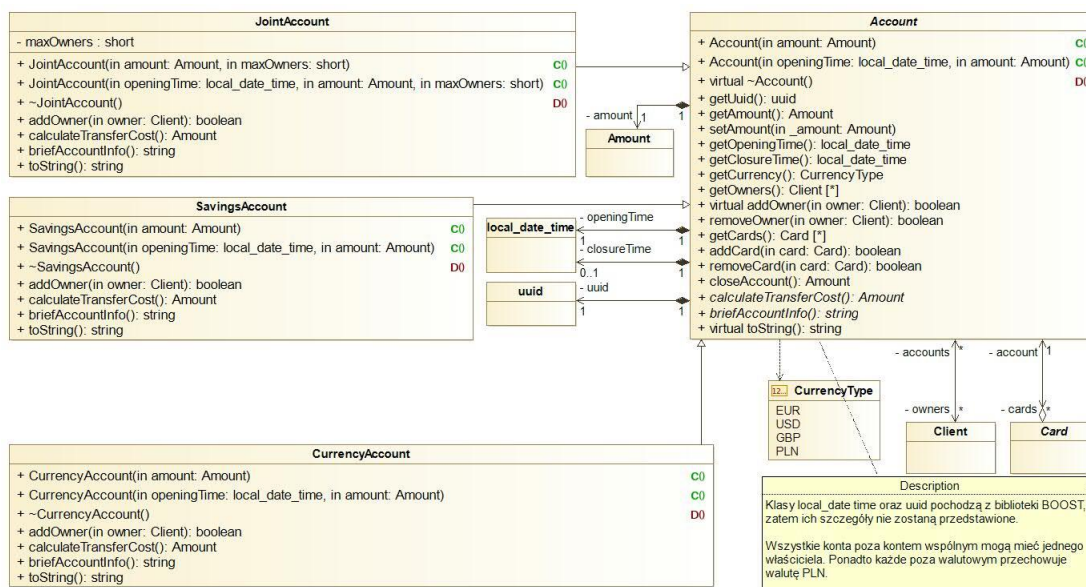 JointAccount
- maxOwners : short
+ JointAccount(in amount: Amount, in maxOwners: short) C()
+ JointAccount(in openingTime: local_date_time, in amount: Amount, in maxOwners: short) C()
+ ~JointAccount() D()
+ addOwner(in owner: Client): boolean
+ calculateTransferCost(): Amount
+ briefAccountInfo(): string
+ toString(): string
Account
+ Account(in amount: Amount) C()
+ Account(in openingTime: local_date_time, in amount: Amount) C()
+ virtual ~Account() D()
+ getUuid(): uuid
+ getAmount(): Amount
+ setAmount(in _amount: Amount)
+ getOpeningTime(): local_date_time
+ getClosureTime(): local_date_time
+ getCurrency(): CurrencyType
+ getOwners(): Client [*]
+ virtual addOwner(in owner: Client): boolean
+ removeOwner(in owner: Client): boolean
+ getCards(): Card [*]
+ addCard(in card: Card): boolean
+ removeCard(in card: Card): boolean
+ closeAccount(): Amount
+ calculateTransferCost(): Amount
+ briefAccountInfo(): string
+ virtual toString(): string
- amount 1 1
Amount
SavingsAccount
+ SavingsAccount(in amount: Amount) C()
+ SavingsAccount(in openingTime: local_date_time, in amount: Amount) C()
+ ~SavingsAccount() D()
+ addOwner(in owner: Client): boolean
+ calculateTransferCost(): Amount
+ briefAccountInfo(): string
+ toString(): string
local_date_time
- openingTime
1 1
- closureTime
0..1 1
uuid
- uuid
1 1
- accounts * - account 1
12... CurrencyType
EUR
USD
GBP
PLN
- owners * - cards *
Client
Card
CurrencyAccount
+ CurrencyAccount(in amount: Amount) C()
+ CurrencyAccount(in openingTime: local_date_time, in amount: Amount) C()
+ ~CurrencyAccount() D()
+ addOwner(in owner: Client): boolean
+ calculateTransferCost(): Amount
+ briefAccountInfo(): string
+ toString(): string
Description
Klasy local_date time oraz uuid pochodzą z biblioteki BOOST,
zatem ich szczegóły nie zostaną przedstawione.
Wszystkie konta poza kontem wspólnym mogą mieć jednego
właściciela. Ponadto każde poza walutowym przechowuje
walutę PLN.